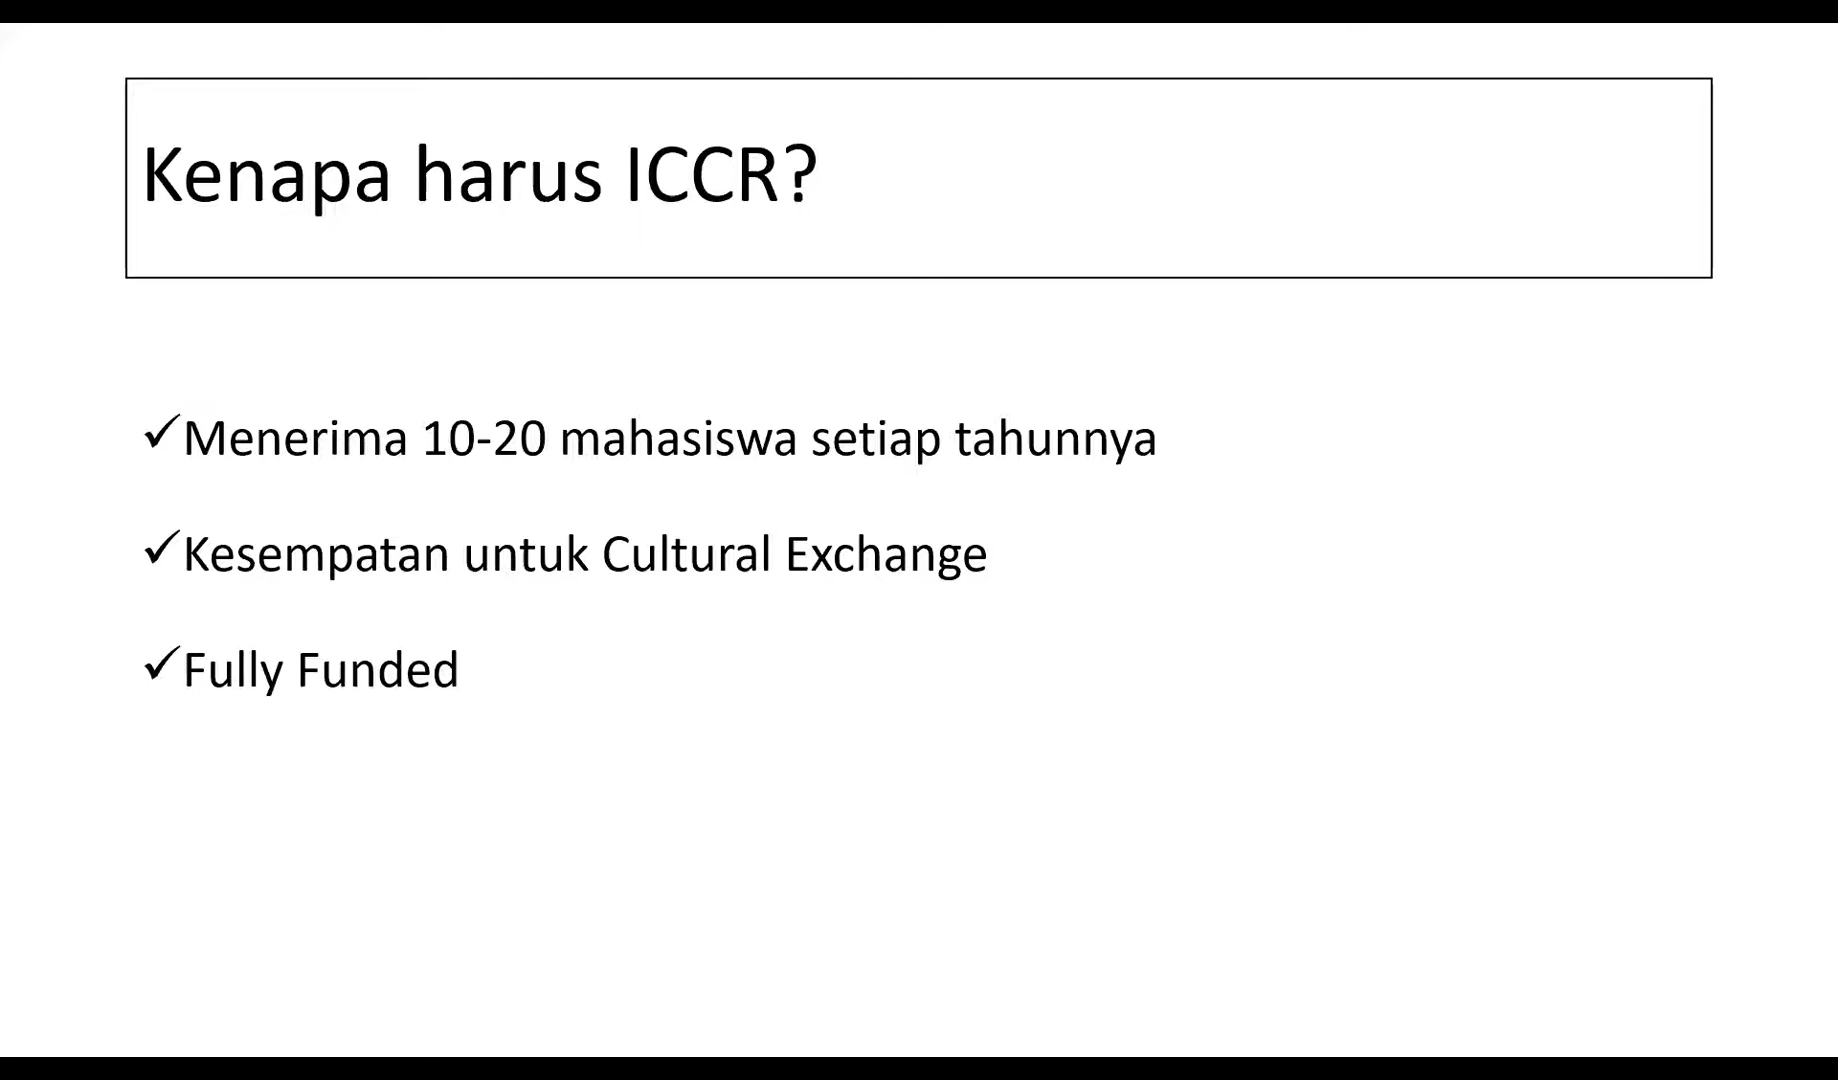 Kenapa harus ICCR?
✓Menerima 10-20 mahasiswa setiap tahunnya
✓Kesempatan untuk Cultural Exchange
✓Fully Funded